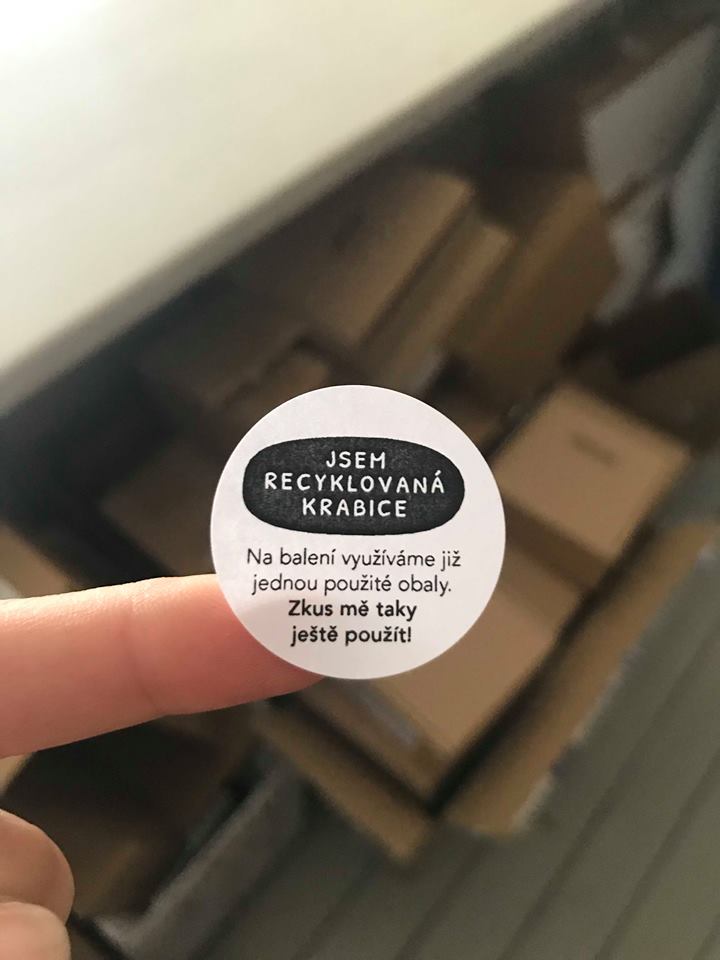 JSEM
RECYKLOVANÁ
KRABICE
Na balení využíváme již
jednou použité obaly.
Zkus mě taky
ještě použít!